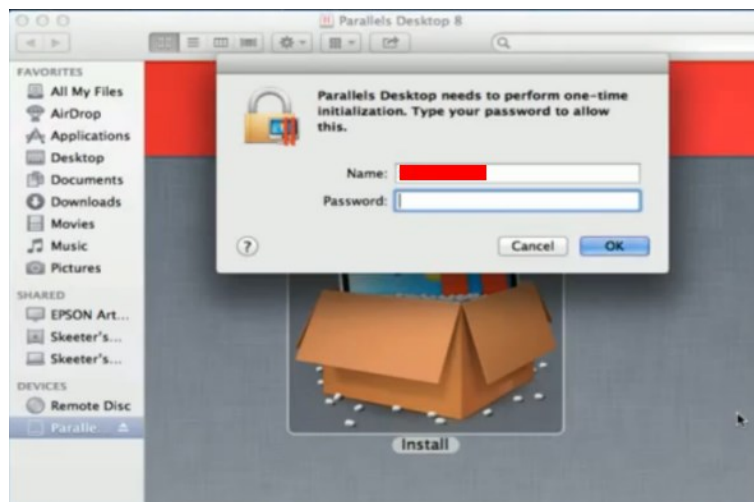 Parallels Desktop 8
FAVORITES
All My Files
AirDrop
Applications
Desktop
Documents
Downloads
Movies
Music
Pictures
SHARED
EPSON Art...
Skeeter's...
Skeeter's...
DEVICES
Remote Disc
Paralle...
Parallels Desktop needs to perform one-time
initialization. Type your password to allow
this.
Name:
Password:
?
Cancel OK
Install